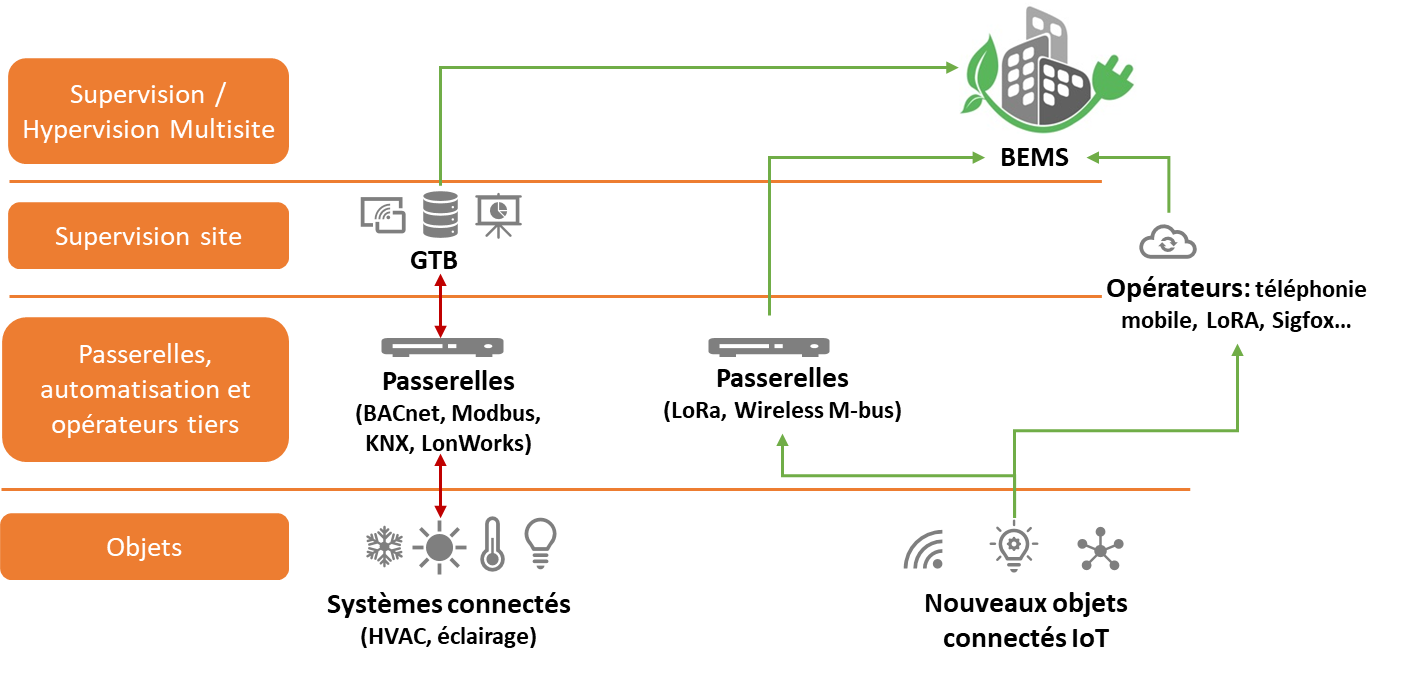 Supervision /
Hypervision Multisite
BEMS
Supervision site
GTB
Opérateurs: téléphonie
mobile, LoRA, Sigfox...
Passerelles,
automatisation et
opérateurs tiers
Passerelles
(BACnet, Modbus,
KNX, LonWorks)
Passerelles
(LoRa, Wireless M-bus)
Objets
Systèmes connectés
(HVAC, éclairage)
Nouveaux objets
connectés IoT